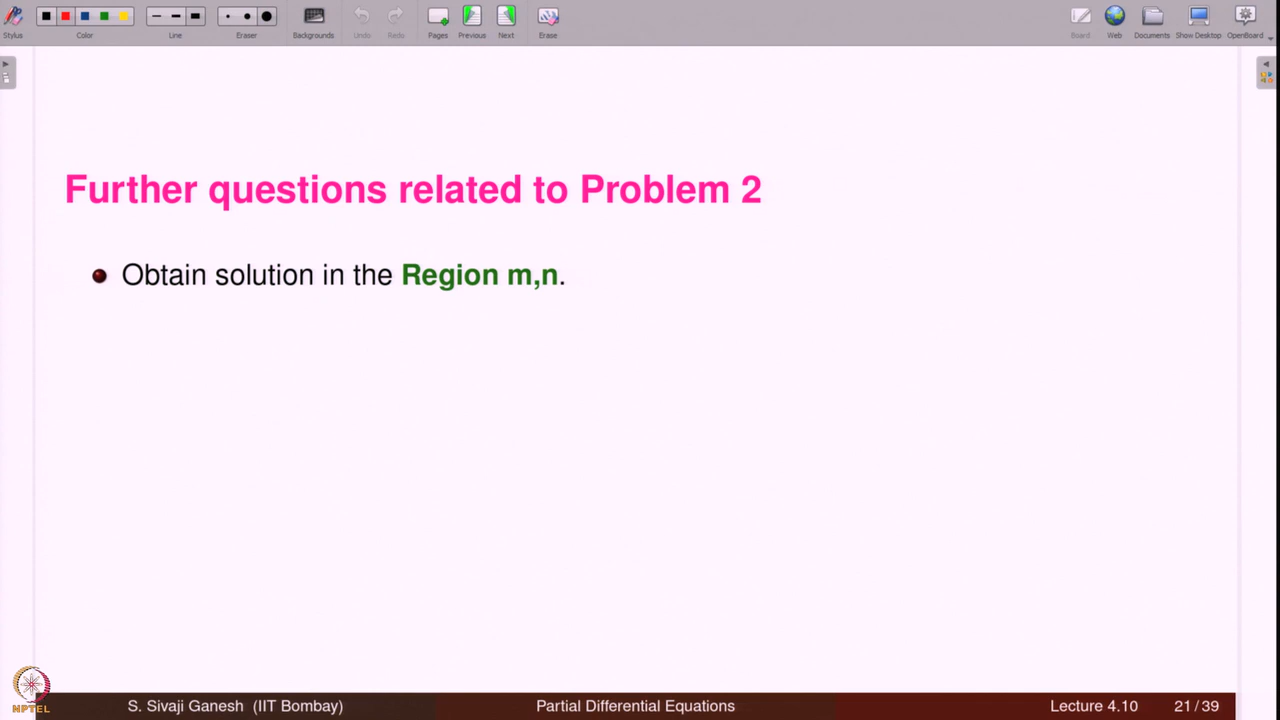 Stylus Color Line Eraser Backgrounds Undo Redo Pages Previous Next Erase Board Web Documents Show Desktop OpenBoard
Further questions related to Problem 2
Obtain solution in the Region m,n.
NPTEL
S. Sivaji Ganesh (IIT Bombay) Partial Differential Equations Lecture 4.10 21/39